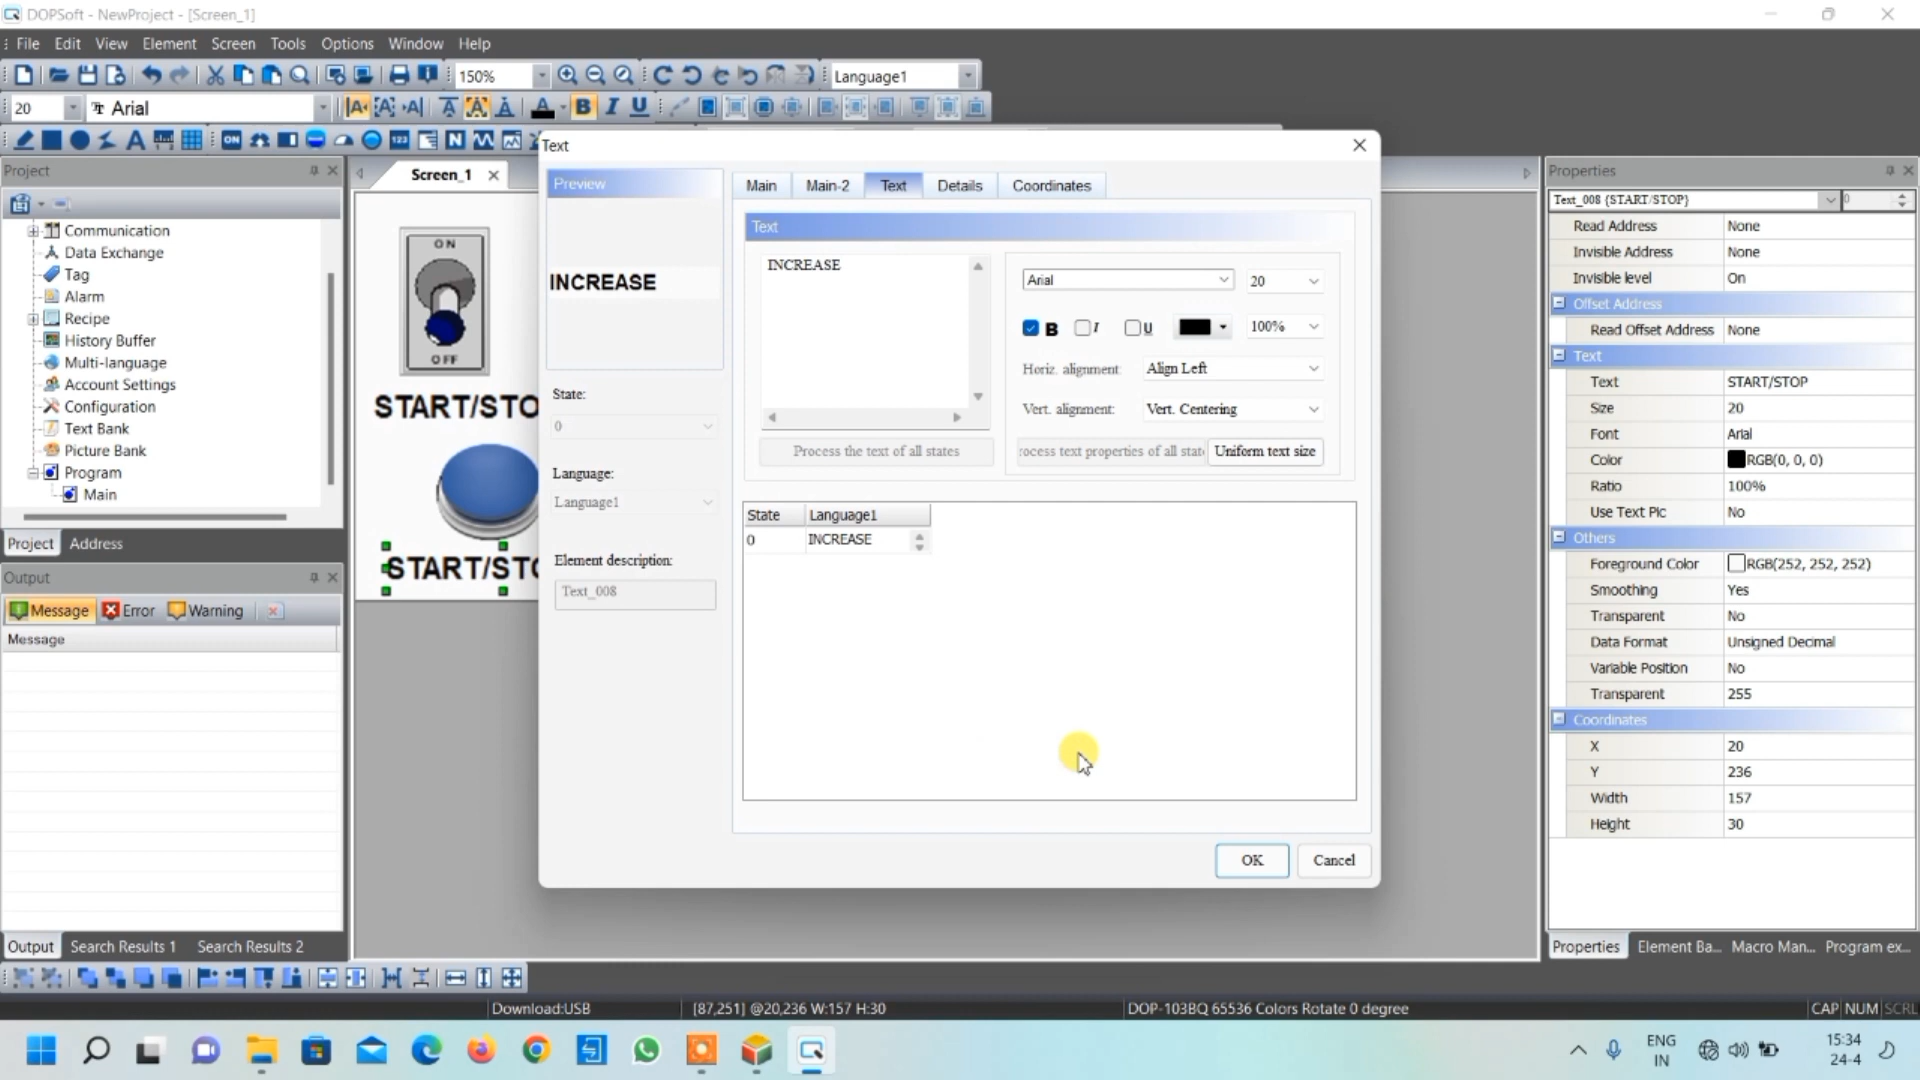 DOPSoft - NewProject - [Screen_1]
File Edit View Element Screen Tools Options Window Help
150% Language1
20 Arial
Project
Screen_1
Communication
Data Exchange
Tag
Alarm
Recipe
History Buffer
Multi-language
Account Settings
Configuration
Text Bank
Picture Bank
Program
Main
Project Address
Output
Message Error Warning
Message
Output Search Results 1 Search Results 2
ON
OFF
START/STO
START/STO
Text
Preview
INCREASE
State:
0
Language:
Language1
Element description:
Text_008
Main Main-2 Text Details Coordinates
Text
INCREASE
Arial 20
B I U 100%
Horiz. alignment: Align Left
Vert. alignment: Vert. Centering
Process the text of all states
rocess text properties of all stat
Uniform text size
State Language1
0 INCREASE
OK Cancel
Properties
Text_008 {START/STOP} 0
Read Address None
Invisible Address None
Invisible level On
Offset Address
Read Offset Address None
Text
Text START/STOP
Size 20
Font Arial
Color RGB(0, 0, 0)
Ratio 100%
Use Text Pic No
Others
Foreground Color RGB(252, 252, 252)
Smoothing Yes
Transparent No
Data Format Unsigned Decimal
Variable Position No
Transparent 255
Coordinates
X 20
Y 236
Width 157
Height 30
Properties Element Ba... Macro Man... Program ex...
Download:USB [87,251] @20,236 W:157 H:30 DOP-103BQ 65536 Colors Rotate 0 degree CAP NUM SCRL
ENG
IN
15:34
24-4